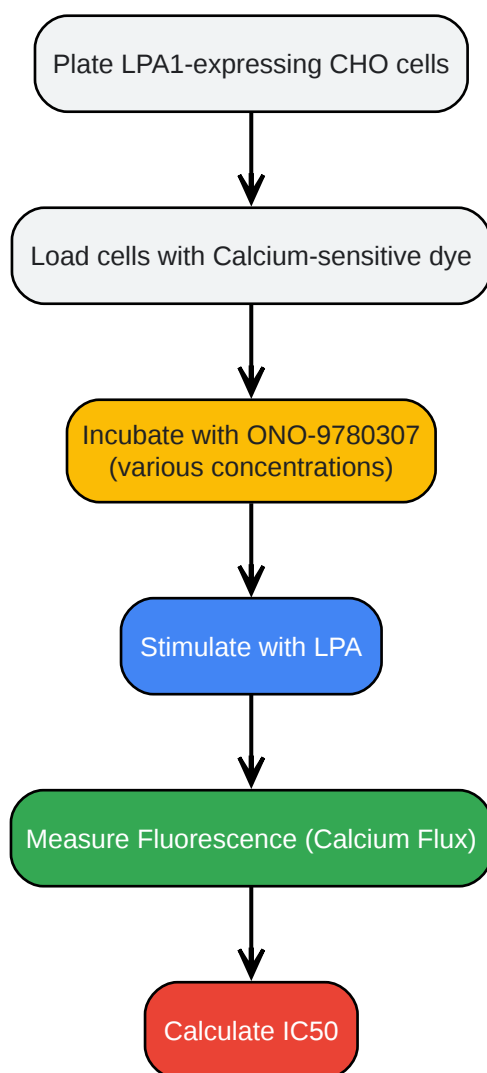 Plate LPA1-expressing CHO cells
Load cells with Calcium-sensitive dye
Incubate with ONO-9780307
(various concentrations)
Stimulate with LPA
Measure Fluorescence (Calcium Flux)
Calculate IC50